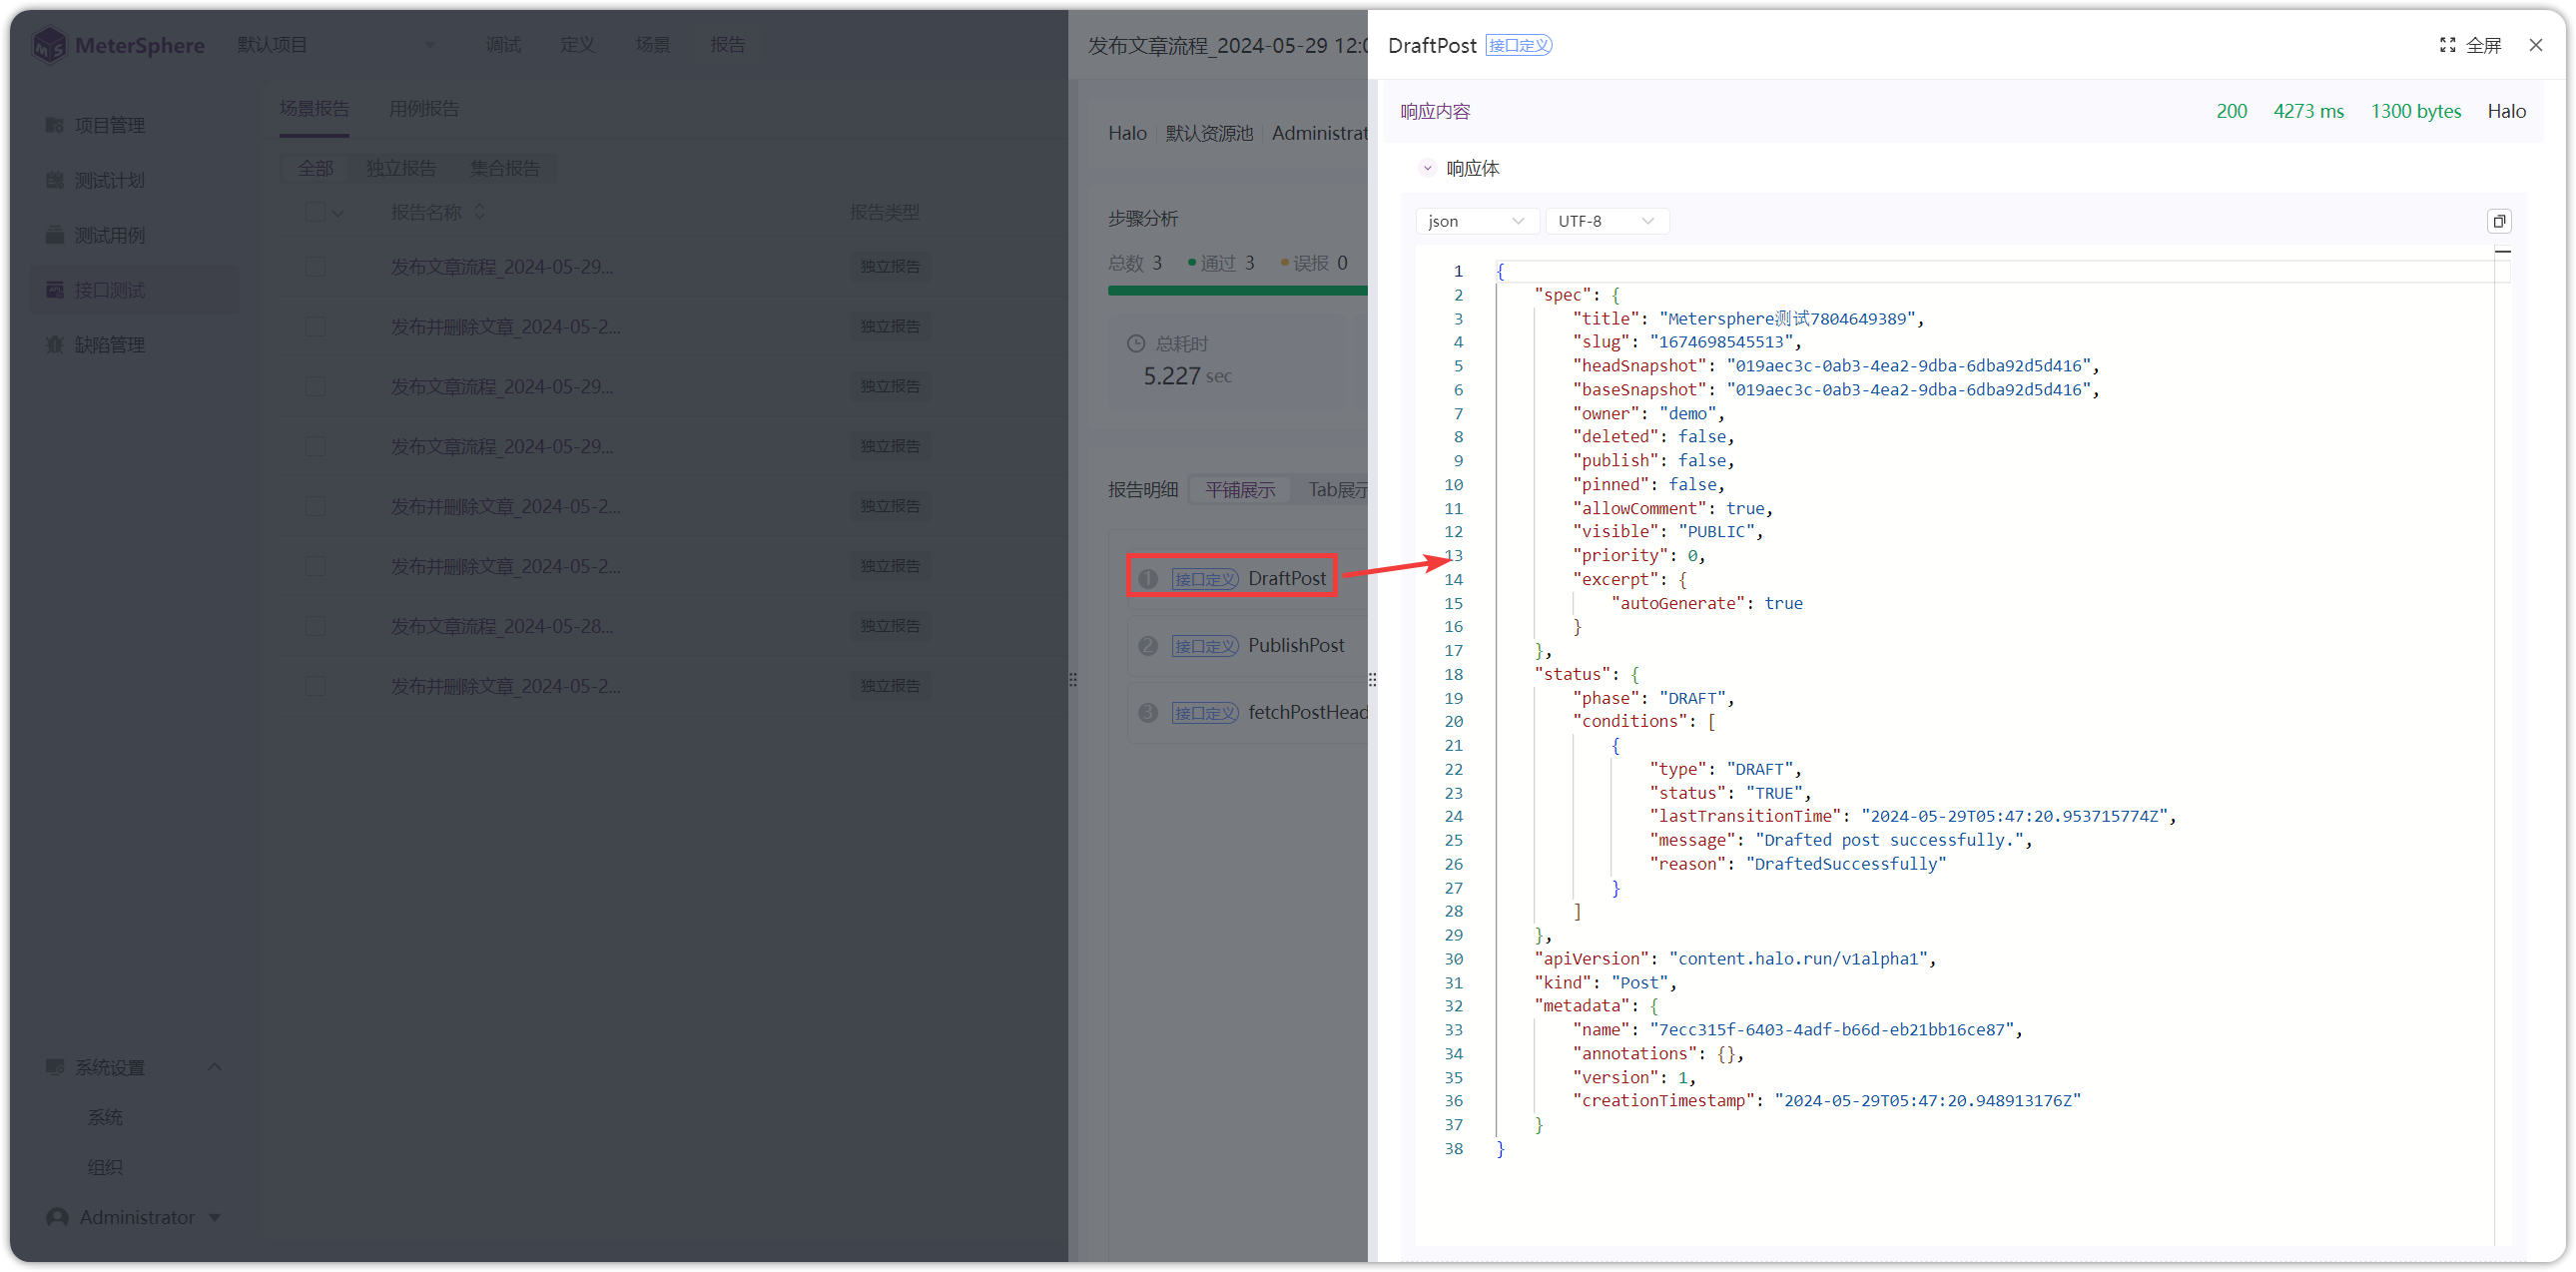 MeterSphere
默认项目
调试
定义
场景
报告
项目管理
测试计划
测试用例
接口测试
缺陷管理
系统设置
系统
组织
Administrator
场景报告
用例报告
全部
独立报告
集合报告
报告名称
报告类型
发布文章流程_2024-05-29...
独立报告
发布并删除文章_2024-05-2...
独立报告
发布文章流程_2024-05-29...
独立报告
发布文章流程_2024-05-29...
独立报告
发布并删除文章_2024-05-2...
独立报告
发布并删除文章_2024-05-2...
独立报告
发布文章流程_2024-05-28...
独立报告
发布并删除文章_2024-05-2...
独立报告
发布文章流程_2024-05-29 12:0
Halo
默认资源池
Administrat
步骤分析
总数 3
通过 3
误报 0
总耗时
5.227 sec
报告明细
平铺展示
Tab展示
1 接口定义 DraftPost
2 接口定义 PublishPost
3 接口定义 fetchPostHead
DraftPost 接口定义
全屏
响应内容
200
4273 ms
1300 bytes
Halo
响应体
json
UTF-8
1 {
2 "spec": {
3 "title": "Metersphere测试7804649389",
4 "slug": "1674698545513",
5 "headSnapshot": "019aec3c-0ab3-4ea2-9dba-6dba92d5d416",
6 "baseSnapshot": "019aec3c-0ab3-4ea2-9dba-6dba92d5d416",
7 "owner": "demo",
8 "deleted": false,
9 "publish": false,
10 "pinned": false,
11 "allowComment": true,
12 "visible": "PUBLIC",
13 "priority": 0,
14 "excerpt": {
15 "autoGenerate": true
16 }
17 },
18 "status": {
19 "phase": "DRAFT",
20 "conditions": [
21 {
22 "type": "DRAFT",
23 "status": "TRUE",
24 "lastTransitionTime": "2024-05-29T05:47:20.953715774Z",
25 "message": "Drafted post successfully.",
26 "reason": "DraftedSuccessfully"
27 }
28 ]
29 },
30 "apiVersion": "content.halo.run/v1alpha1",
31 "kind": "Post",
32 "metadata": {
33 "name": "7ecc315f-6403-4adf-b66d-eb21bb16ce87",
34 "annotations": {},
35 "version": 1,
36 "creationTimestamp": "2024-05-29T05:47:20.948913176Z"
37 }
38 }